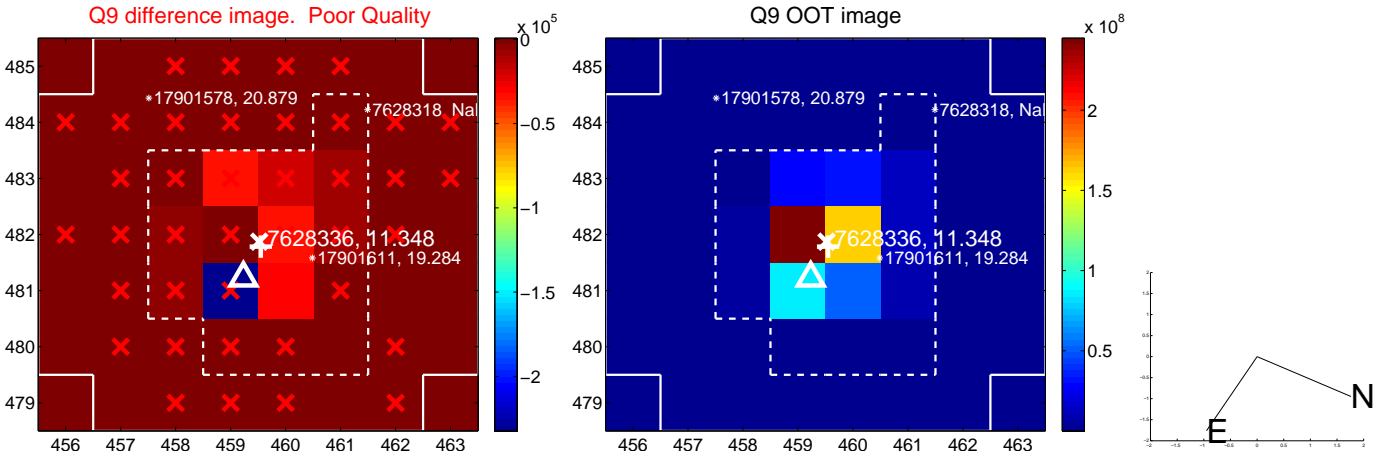 Q9 difference image. Poor Quality
Q9 OOT image
x 10^5
x 10^8
485
484
483
482
481
480
479
456 457 458 459 460 461 462 463
17901578, 20.879
7628318, Nal
7628336, 11.348
17901611, 19.284
0
−0.5
−1
−1.5
−2
485
484
483
482
481
480
479
456 457 458 459 460 461 462 463
17901578, 20.879
7628318, Nal
7628336, 11.348
17901611, 19.284
2
1.5
1
0.5
N
E